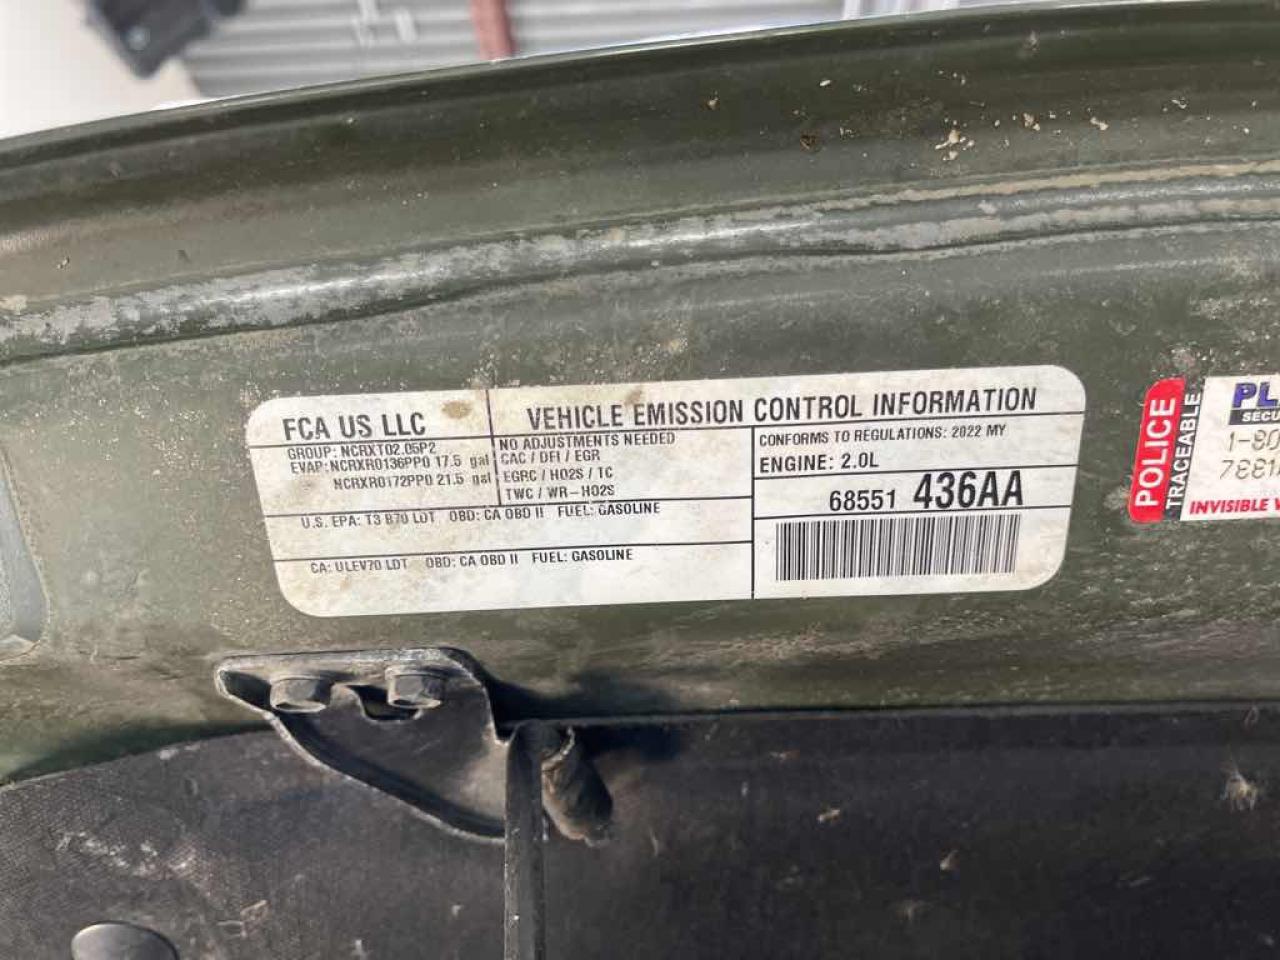 FCA US LLC
VEHICLE EMISSION CONTROL INFORMATION
GROUP: NCRXT02.05P2
EVAP: NCRXR0136PP0 17.5 gal
NCRXR0172PP0 21.5 gal
NO ADJUSTMENTS NEEDED
CAC / DFI / EGR
EGRC / HO2S / TC
TWC / WR-HO2S
CONFORMS TO REGULATIONS: 2022 MY
ENGINE: 2.0L
68551 436AA
U.S. EPA: T3 B70 LDT OBD: CA OBD II FUEL: GASOLINE
CA: ULEV70 LDT OBD: CA OBD II FUEL: GASOLINE
POLICE
TRACEABLE
INVISIBLE